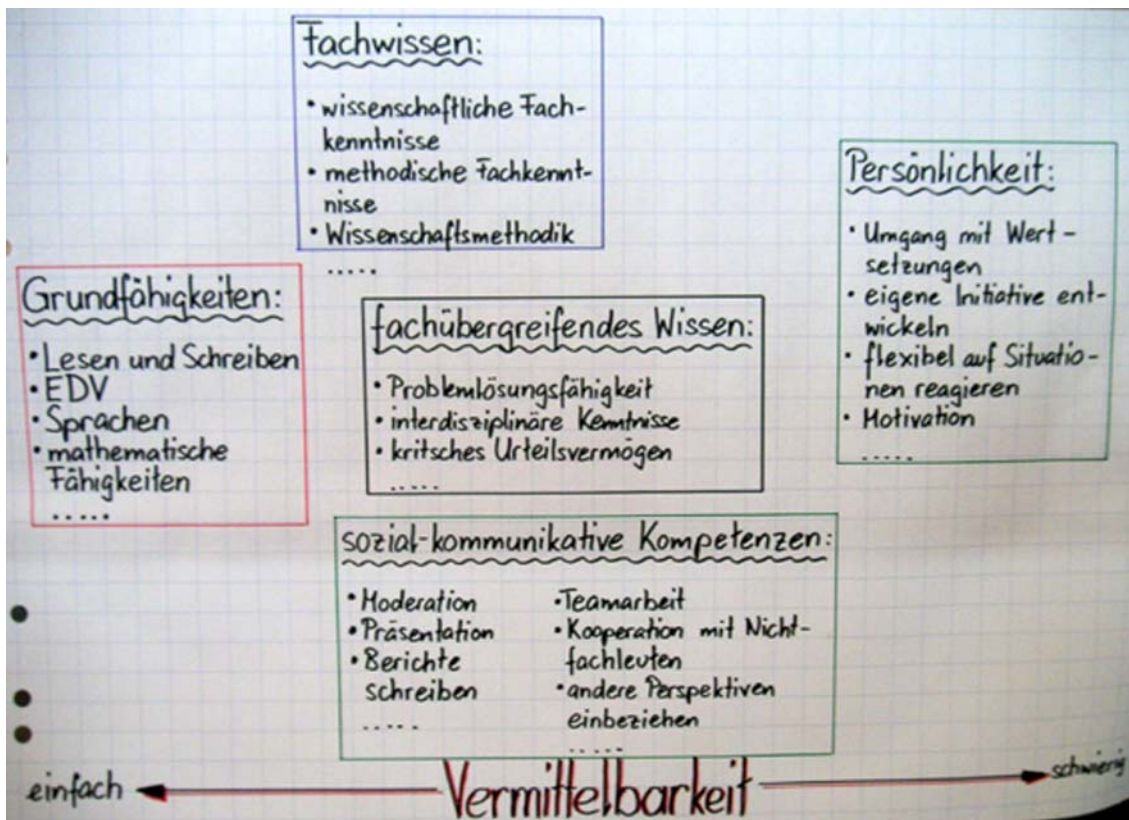 Fachwissen:
• wissenschaftliche Fach-
kenntnisse
• methodische Fachkennt-
nisse
• Wissenschaftsmethodik
.....
Persönlichkeit:
• Umgang mit Wert-
setzungen
• eigene Initiative ent-
wickeln
• flexibel auf Situatio-
nen reagieren
• Motivation
.....
Grundfähigkeiten:
• Lesen und Schreiben
• EDV
• Sprachen
• mathematische
Fähigkeiten
.....
fachübergreifendes Wissen:
• Problemlösungsfähigkeit
• interdisziplinäre Kenntnisse
• kritsches Urteilsvermögen
.....
sozial-kommunikative Kompetenzen:
• Moderation
• Präsentation
• Berichte
schreiben
.....
• Teamarbeit
• Kooperation mit Nicht-
fachleuten
• andere Perspektiven
einbeziehen
.....
einfach Vermittelbarkeit schwierig